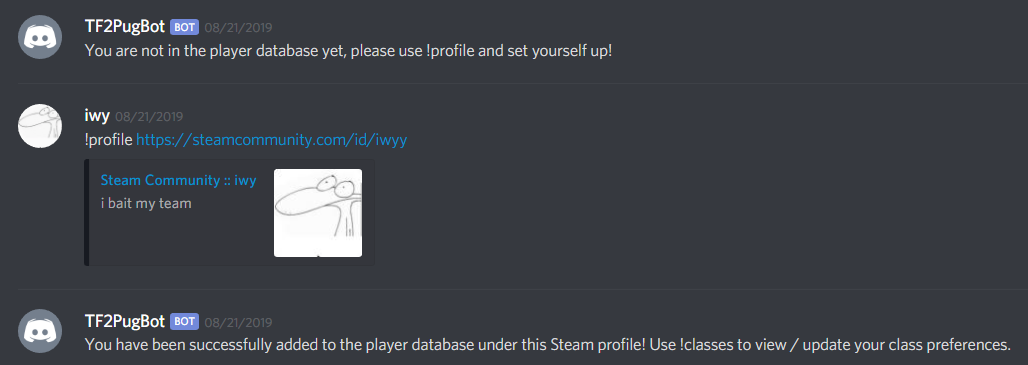 TF2PugBot BOT 08/21/2019
You are not in the player database yet, please use !profile and set yourself up!
iwy 08/21/2019
!profile https://steamcommunity.com/id/iwyy
Steam Community :: iwy
i bait my team
TF2PugBot BOT 08/21/2019
You have been successfully added to the player database under this Steam profile! Use !classes to view / update your class preferences.